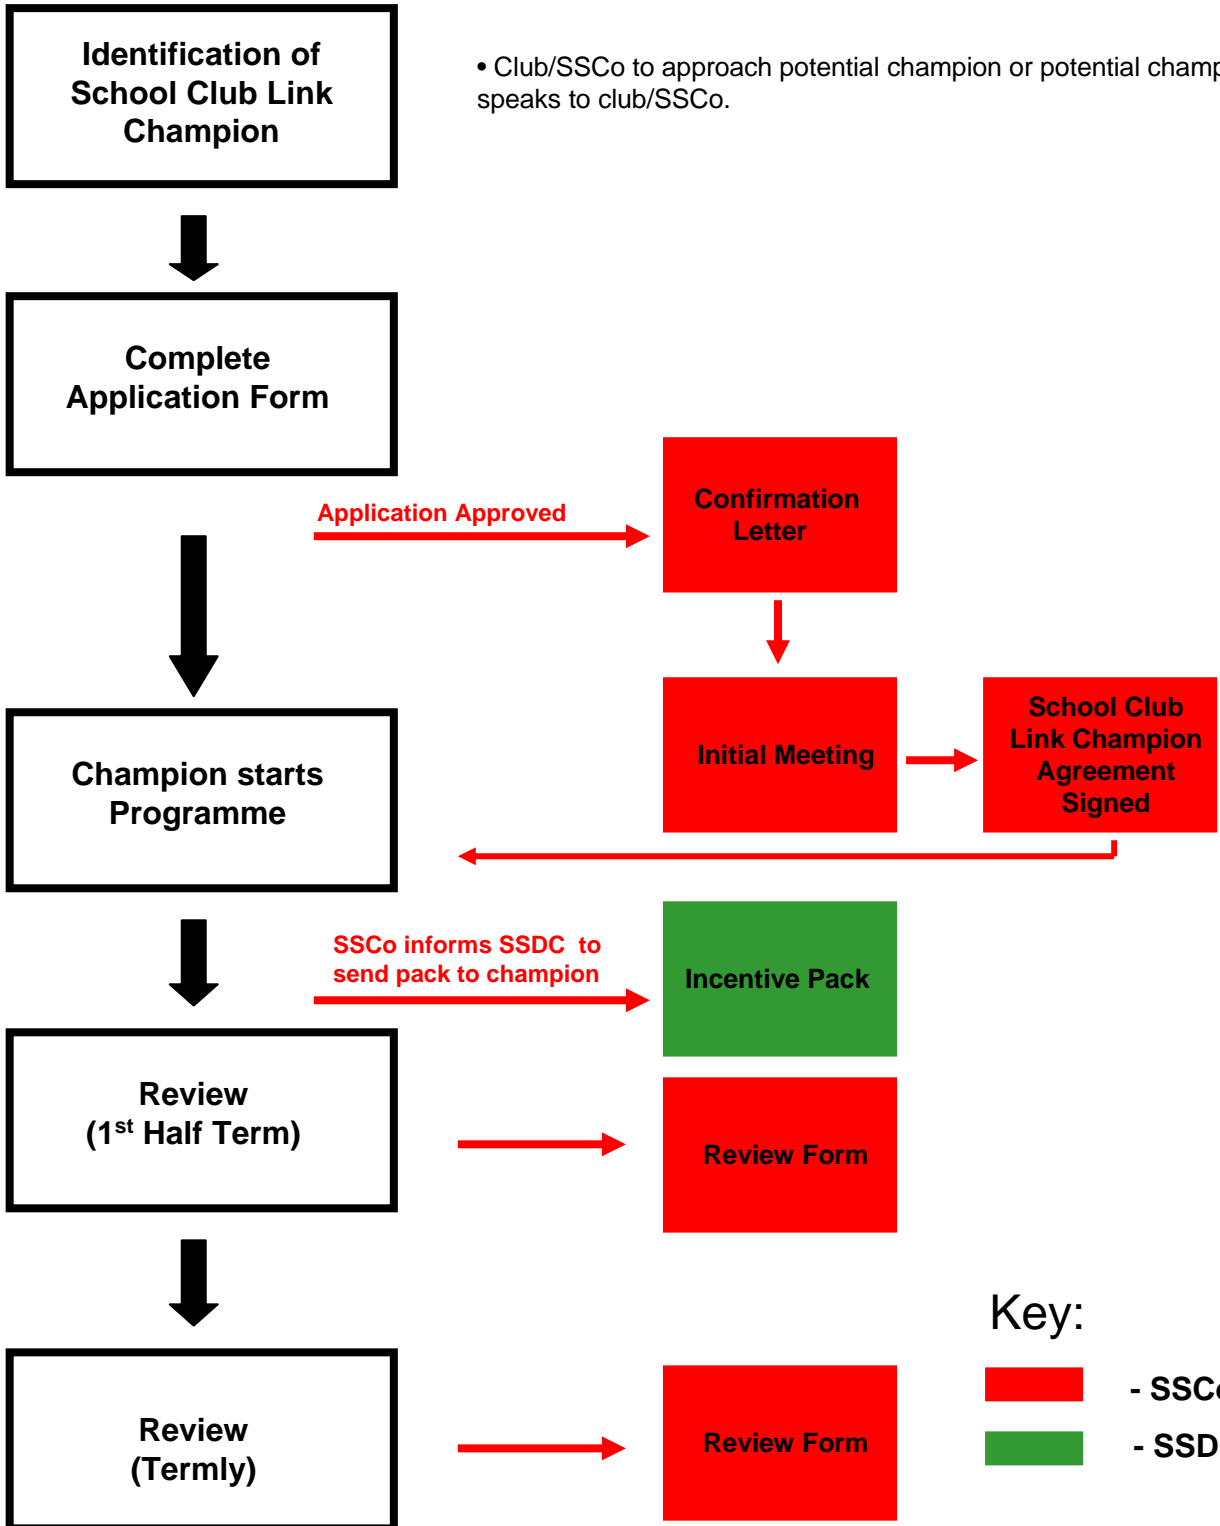 Identification of
School Club Link
Champion
• Club/SSCo to approach potential champion or potential champ
speaks to club/SSCo.
Complete
Application Form
Application Approved
Confirmation
Letter
Champion starts
Programme
Initial Meeting
School Club
Link Champion
Agreement
Signed
SSCo informs SSDC to
send pack to champion
Incentive Pack
Review
(1st Half Term)
Review Form
Key:
- SSCo
- SSD
Review
(Termly)
Review Form